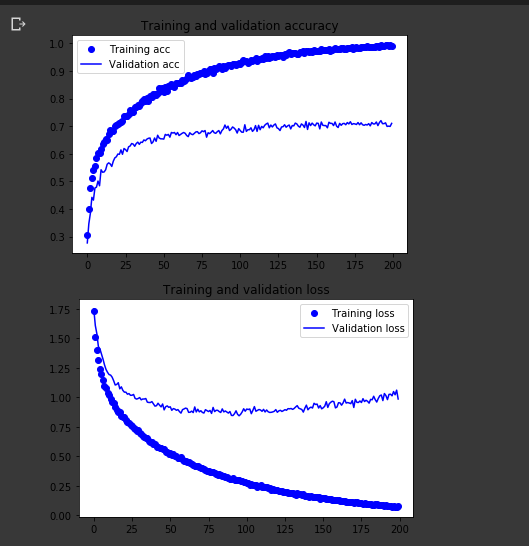 Training and validation accuracy
1.0
0.9
0.8
0.7
0.6
0.5
0.4
0.3
Training acc
Validation acc
0 25 50 75 100 125 150 175 200
Training and validation loss
1.75
1.50
1.25
1.00
0.75
0.50
0.25
0.00
Training loss
Validation loss
0 25 50 75 100 125 150 175 200